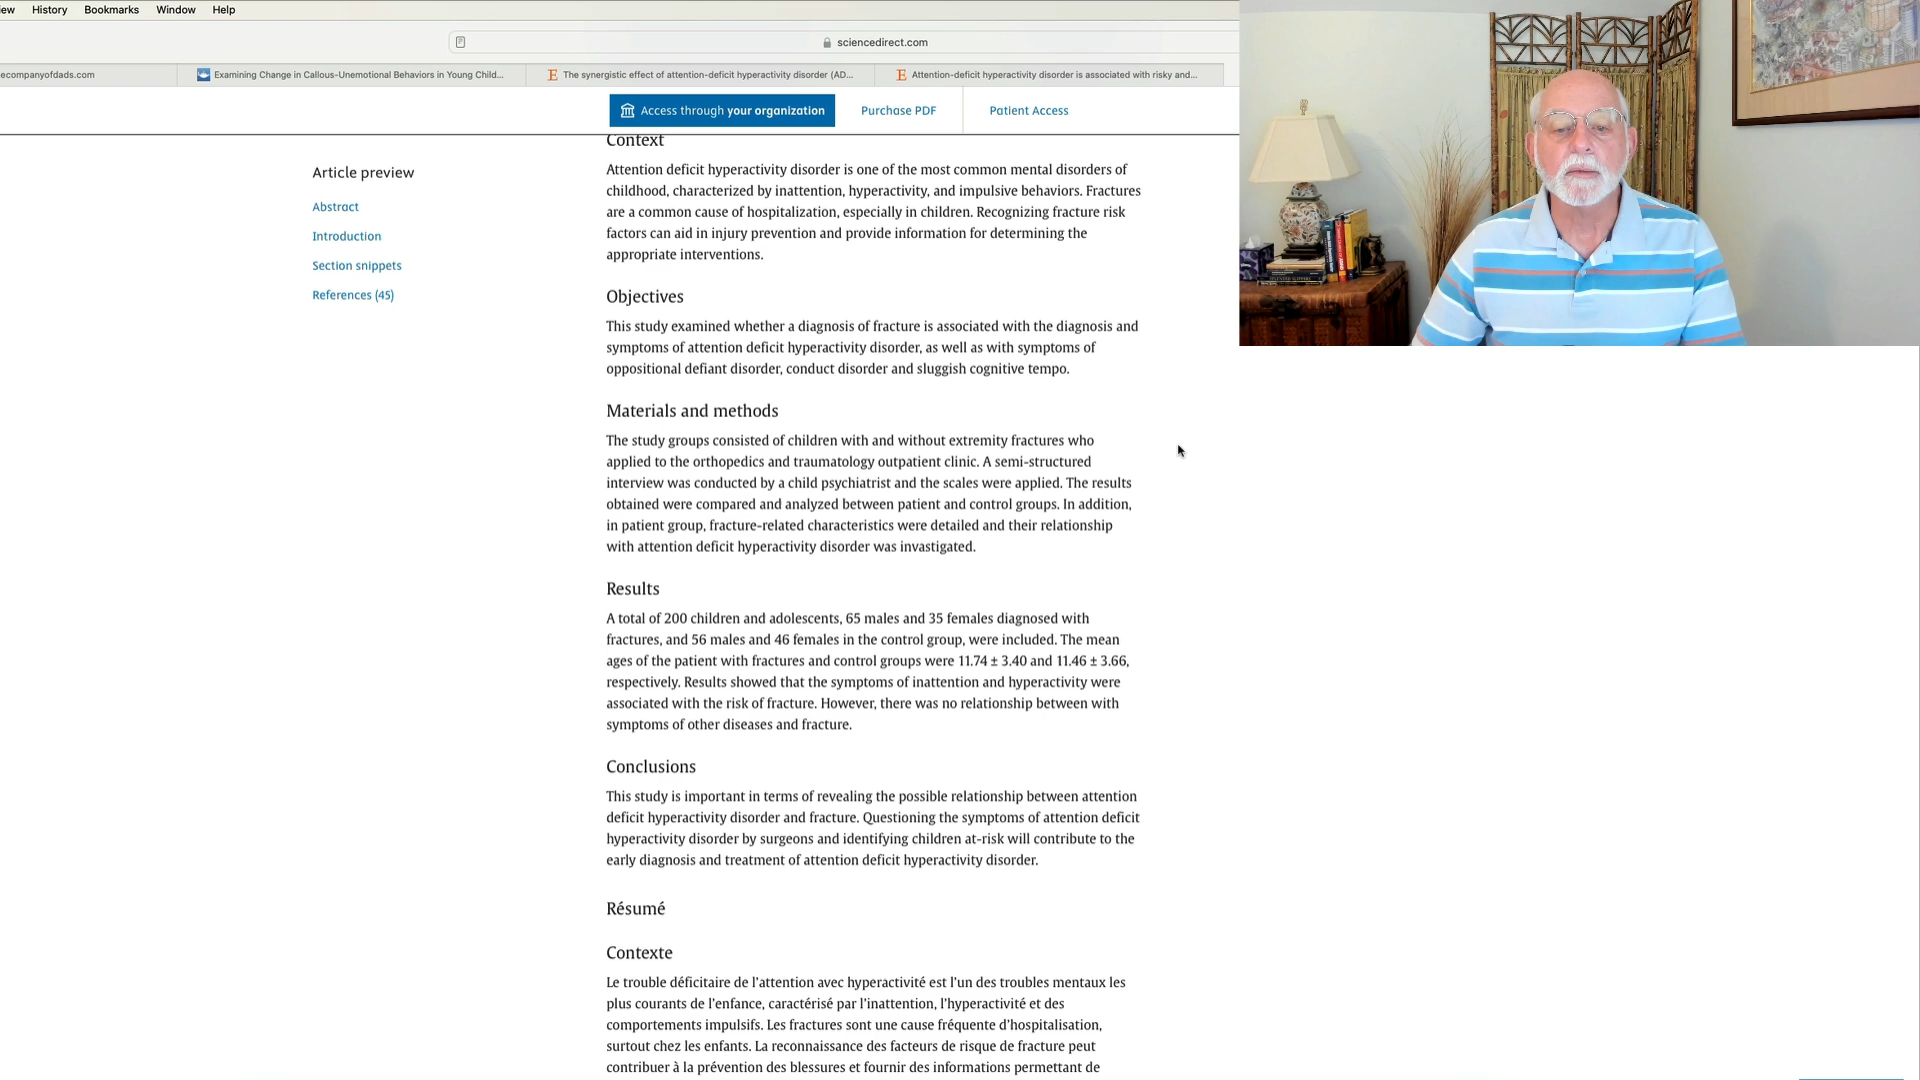 History Bookmarks Window Help
sciencedirect.com
ecompanyofdads.com
Examining Change in Callous-Unemotional Behaviors in Young Child...
The synergistic effect of attention-deficit hyperactivity disorder (AD...
Attention-deficit hyperactivity disorder is associated with risky and...
Access through your organization
Purchase PDF
Patient Access
Article preview
Abstract
Introduction
Section snippets
References (45)
Context
Attention deficit hyperactivity disorder is one of the most common mental disorders of
childhood, characterized by inattention, hyperactivity, and impulsive behaviors. Fractures
are a common cause of hospitalization, especially in children. Recognizing fracture risk
factors can aid in injury prevention and provide information for determining the
appropriate interventions.
Objectives
This study examined whether a diagnosis of fracture is associated with the diagnosis and
symptoms of attention deficit hyperactivity disorder, as well as with symptoms of
oppositional defiant disorder, conduct disorder and sluggish cognitive tempo.
Materials and methods
The study groups consisted of children with and without extremity fractures who
applied to the orthopedics and traumatology outpatient clinic. A semi-structured
interview was conducted by a child psychiatrist and the scales were applied. The results
obtained were compared and analyzed between patient and control groups. In addition,
in patient group, fracture-related characteristics were detailed and their relationship
with attention deficit hyperactivity disorder was invastigated.
Results
A total of 200 children and adolescents, 65 males and 35 females diagnosed with
fractures, and 56 males and 46 females in the control group, were included. The mean
ages of the patient with fractures and control groups were 11.74 ± 3.40 and 11.46 ± 3.66,
respectively. Results showed that the symptoms of inattention and hyperactivity were
associated with the risk of fracture. However, there was no relationship between with
symptoms of other diseases and fracture.
Conclusions
This study is important in terms of revealing the possible relationship between attention
deficit hyperactivity disorder and fracture. Questioning the symptoms of attention deficit
hyperactivity disorder by surgeons and identifying children at-risk will contribute to the
early diagnosis and treatment of attention deficit hyperactivity disorder.
Résumé
Contexte
Le trouble déficitaire de l'attention avec hyperactivité est l'un des troubles mentaux les
plus courants de l'enfance, caractérisé par l'inattention, l'hyperactivité et des
comportements impulsifs. Les fractures sont une cause fréquente d'hospitalisation,
surtout chez les enfants. La reconnaissance des facteurs de risque de fracture peut
contribuer à la prévention des blessures et fournir des informations permettant de